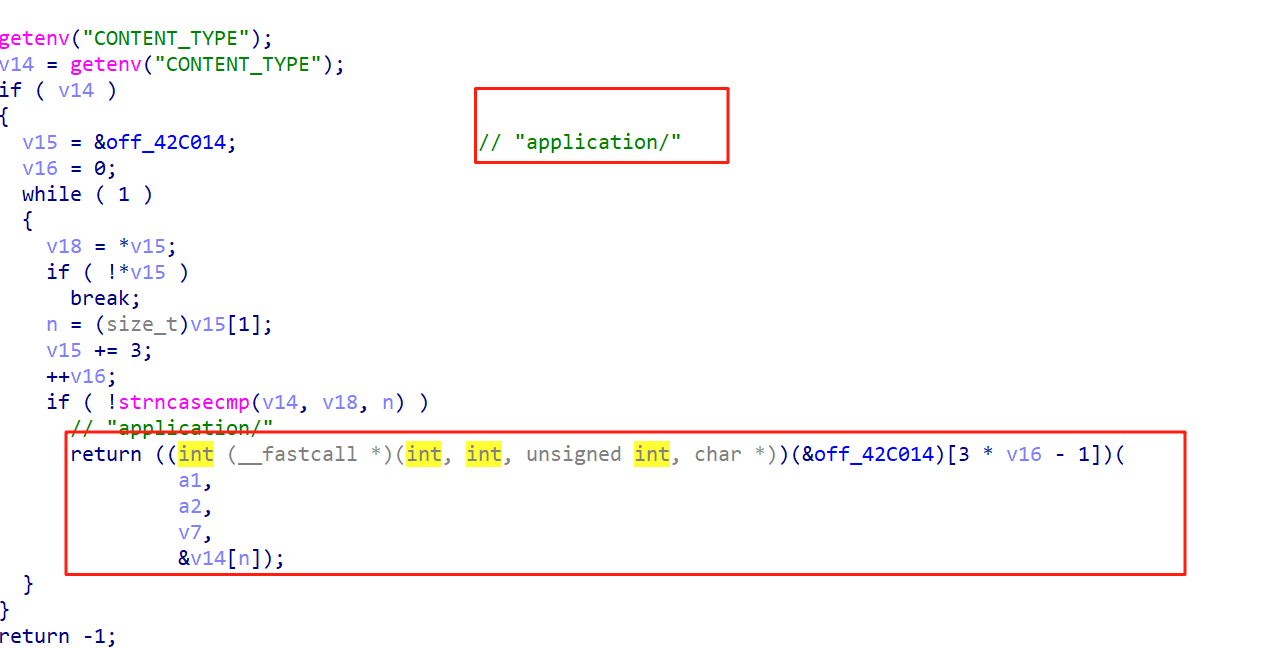 getenv("CONTENT_TYPE");
v14 = getenv("CONTENT_TYPE");
if ( v14 )
{
v15 = &off_42C014; // "application/"
v16 = 0;
while ( 1 )
{
v18 = *v15;
if ( !*v15 )
break;
n = (size_t)v15[1];
v15 += 3;
++v16;
if ( !strncasecmp(v14, v18, n) )
// "application/"
return ((int (__fastcall *)(int, int, unsigned int, char *))(&off_42C014)[3 * v16 - 1])(
a1,
a2,
v7,
&v14[n]);
}
}
return -1;